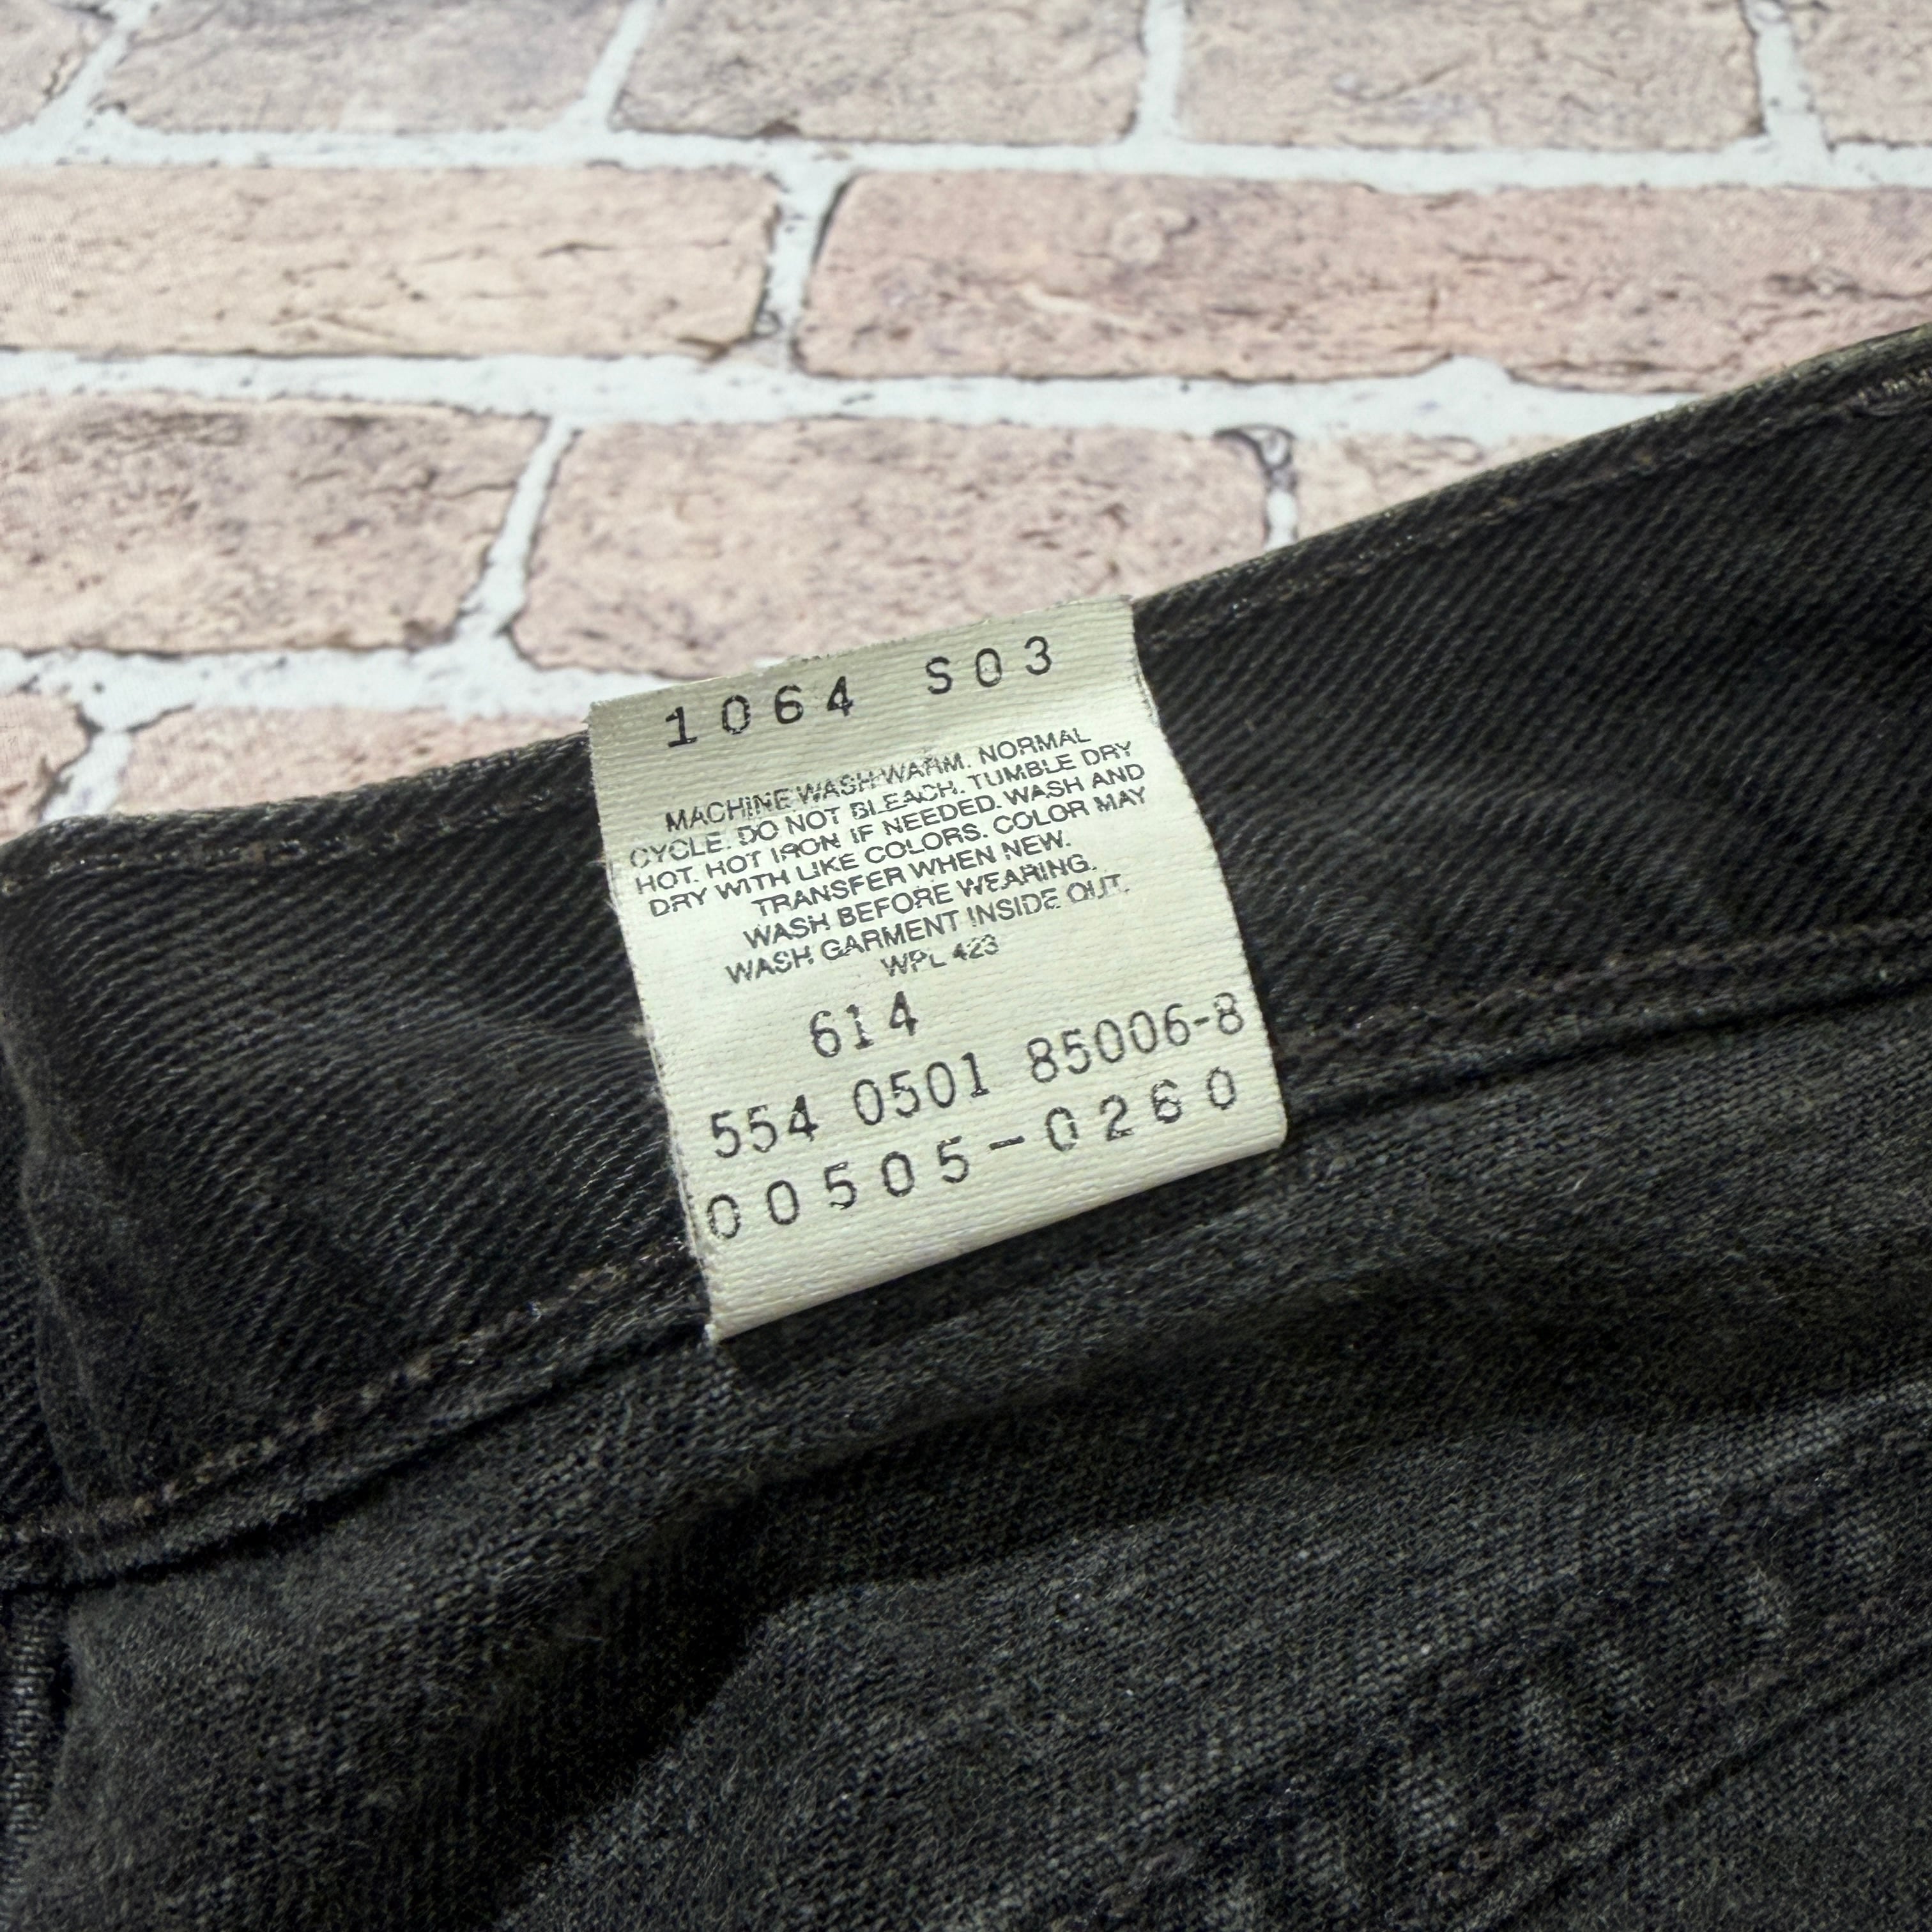 1064 S03
MACHINE WASH WARM. NORMAL
CYCLE. DO NOT BLEACH. TUMBLE DRY
HOT. HOT IRON IF NEEDED. WASH AND
DRY WITH LIKE COLORS. COLOR MAY
TRANSFER WHEN NEW.
WASH BEFORE WEARING.
WASH GARMENT INSIDE OUT.
WPL 423
614
554 0501 85006-8
00505-0260